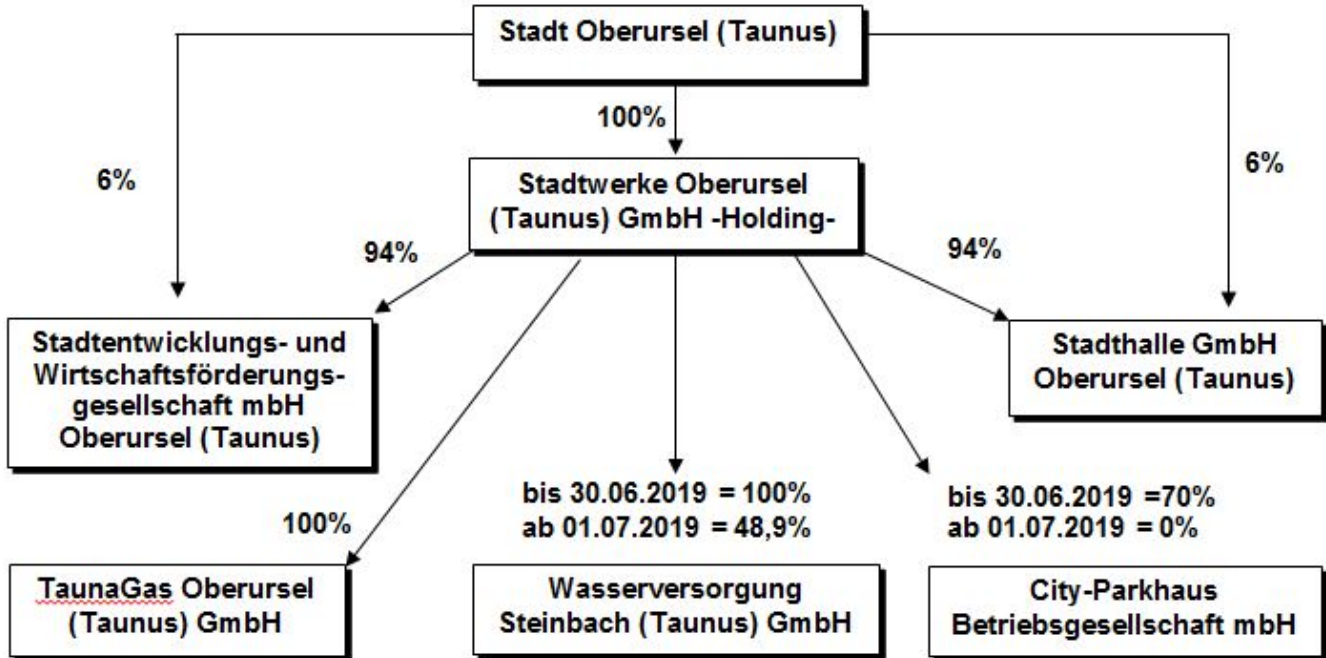 Stadt Oberursel (Taunus)
100%
6%
6%
Stadtwerke Oberursel
(Taunus) GmbH -Holding-
94%
94%
Stadtentwicklungs- und
Wirtschaftsförderungs-
gesellschaft mbH
Oberursel (Taunus)
Stadthalle GmbH
Oberursel (Taunus)
100%
bis 30.06.2019 = 100%
ab 01.07.2019 = 48,9%
bis 30.06.2019 =70%
ab 01.07.2019 = 0%
TaunaGas Oberursel
(Taunus) GmbH
Wasserversorgung
Steinbach (Taunus) GmbH
City-Parkhaus
Betriebsgesellschaft mbH